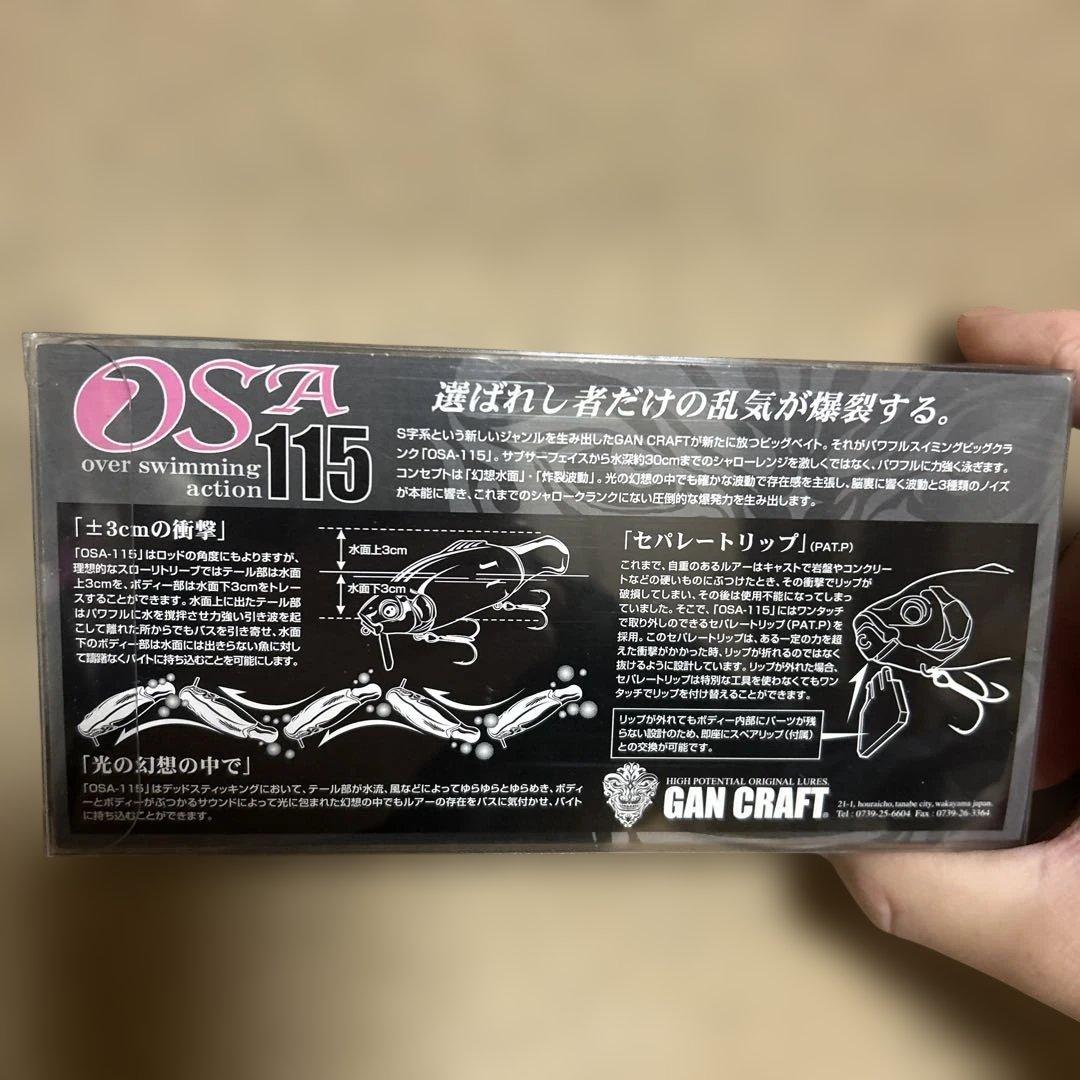 OSA
over swimming
action
115
選ばれし者だけの乱気が爆裂する。
S字系という新しいジャンルを生み出したGAN CRAFTが新たに放つビッグベイト。それがパワフルスイミングビッグクラ
ンク「OSA-115」。サブサーフェイスから水深約30cmまでのシャローレンジを激しくではなく、パワフルに力強く泳ぎます。
コンセプトは「幻想水面」・「炸裂波動」。光の幻想の中でも確かな波動で存在感を主張し、脳裏に響く波動と3種類のノイズ
が本能に響き、これまでのシャロークランクにない圧倒的な爆発力を生み出します。
「±3cmの衝撃」
「OSA-115」はロッドの角度にもよりますが、
理想的なスローリトリーブではテール部は水面
上3cmを、ボディー部は水面下3cmをトレー
スすることができます。水面上に出たテール部
はパワフルに水を撹拌させ力強い引き波を起
こして離れた所からでもバスを引き寄せ、水面
下のボディー部は水面には出きらない魚に対し
て躊躇なくバイトに持ち込むことを可能にします。
水面上3cm
水面下3cm
「光の幻想の中で」
「OSA-115」はデッドスティッキングにおいて、テール部が水流、風などによってゆらゆらとゆらめき、ボディ
ーとボディーがぶつかるサウンドによって光に包まれた幻想の中でもルアーの存在をバスに気付かせ、バイト
に持ち込むことができます。
「セパレートリップ」(PAT.P)
これまで、自重のあるルアーはキャストで岩盤やコンクリー
トなどの硬いものにぶつけたとき、その衝撃でリップが
破損してしまい、その後は使用不能になってしまっ
ていました。そこで、「OSA-115」にはワンタッチ
で取り外しのできるセパレートリップ(PAT.P)を
採用。このセパレートリップは、ある一定の力を超
えた衝撃がかかった時、リップが折れるのではなく
抜けるように設計しています。リップが外れた場合、
セパレートリップは特別な工具を使わなくてもワン
タッチでリップを付け替えることができます。
リップが外れてもボディー内部にパーツが残
らない設計のため、即座にスペアリップ(付属)
との交換が可能です。
HIGH POTENTIAL ORIGINAL LURES.
GAN CRAFT®
21-1, houraicho, tanabe city, wakayama japan.
Tel : 0739-25-6604 Fax : 0739-26-3364